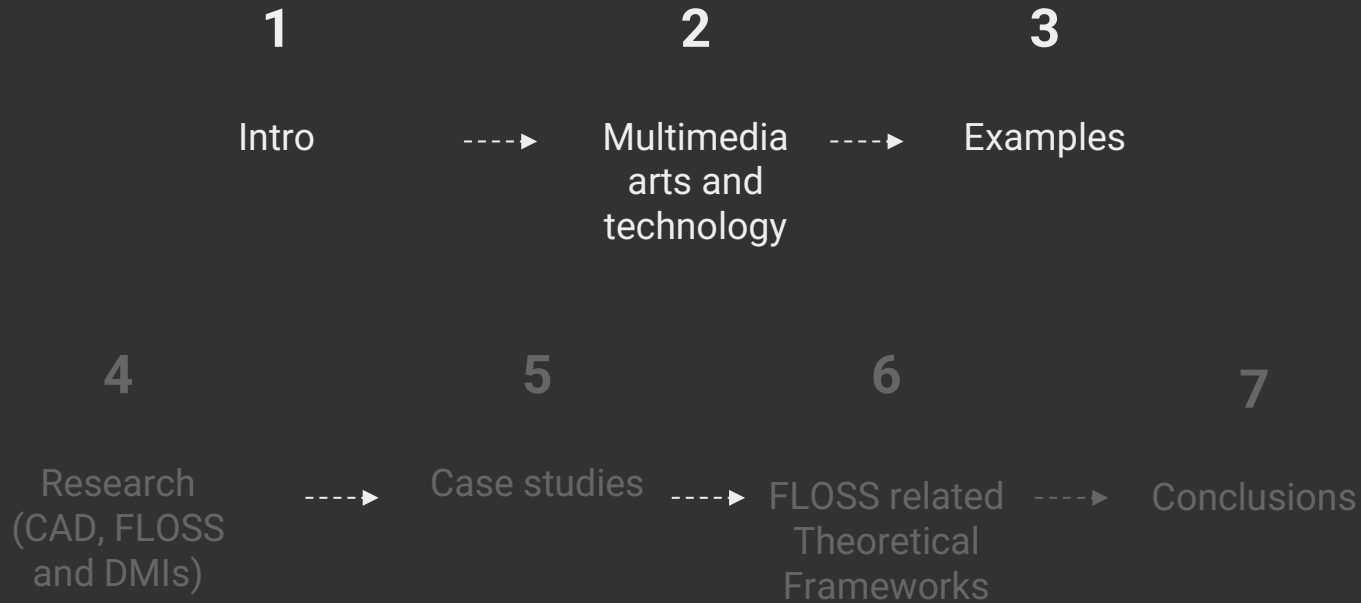 1 2 3
Intro Multimedia Examples
arts and
technology
4 5 6 7
Research Case studies FLOSS related Conclusions
(CAD, FLOSS Theoretical
and DMIs) Frameworks